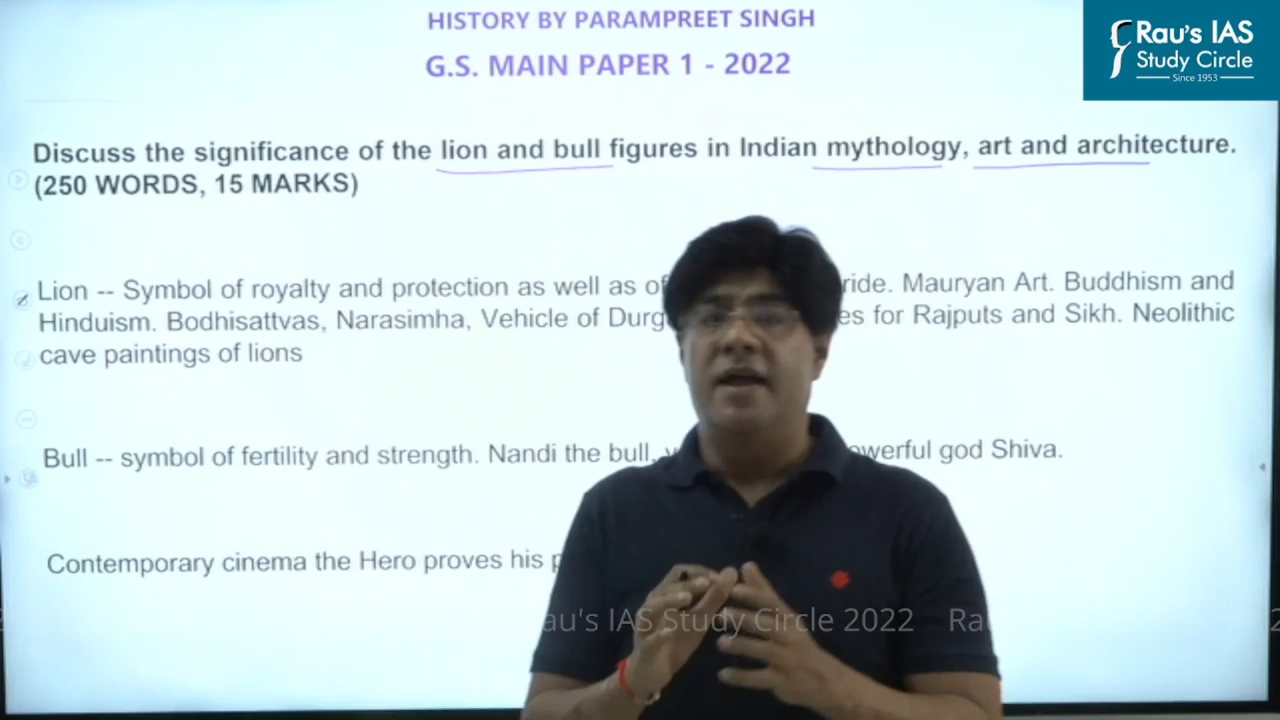 HISTORY BY PARAMPREET SINGH
G.S. MAIN PAPER 1 - 2022
Rau's IAS
Study Circle
Since 1953
Discuss the significance of the lion and bull figures in Indian mythology, art and architecture.
(250 WORDS, 15 MARKS)
Lion -- Symbol of royalty and protection as well as of ride. Mauryan Art. Buddhism and
Hinduism. Bodhisattvas, Narasimha, Vehicle of Durg es for Rajputs and Sikh. Neolithic
cave paintings of lions
Bull -- symbol of fertility and strength. Nandi the bull, owerful god Shiva.
Contemporary cinema the Hero proves his p
au's IAS Study Circle 2022 Ra